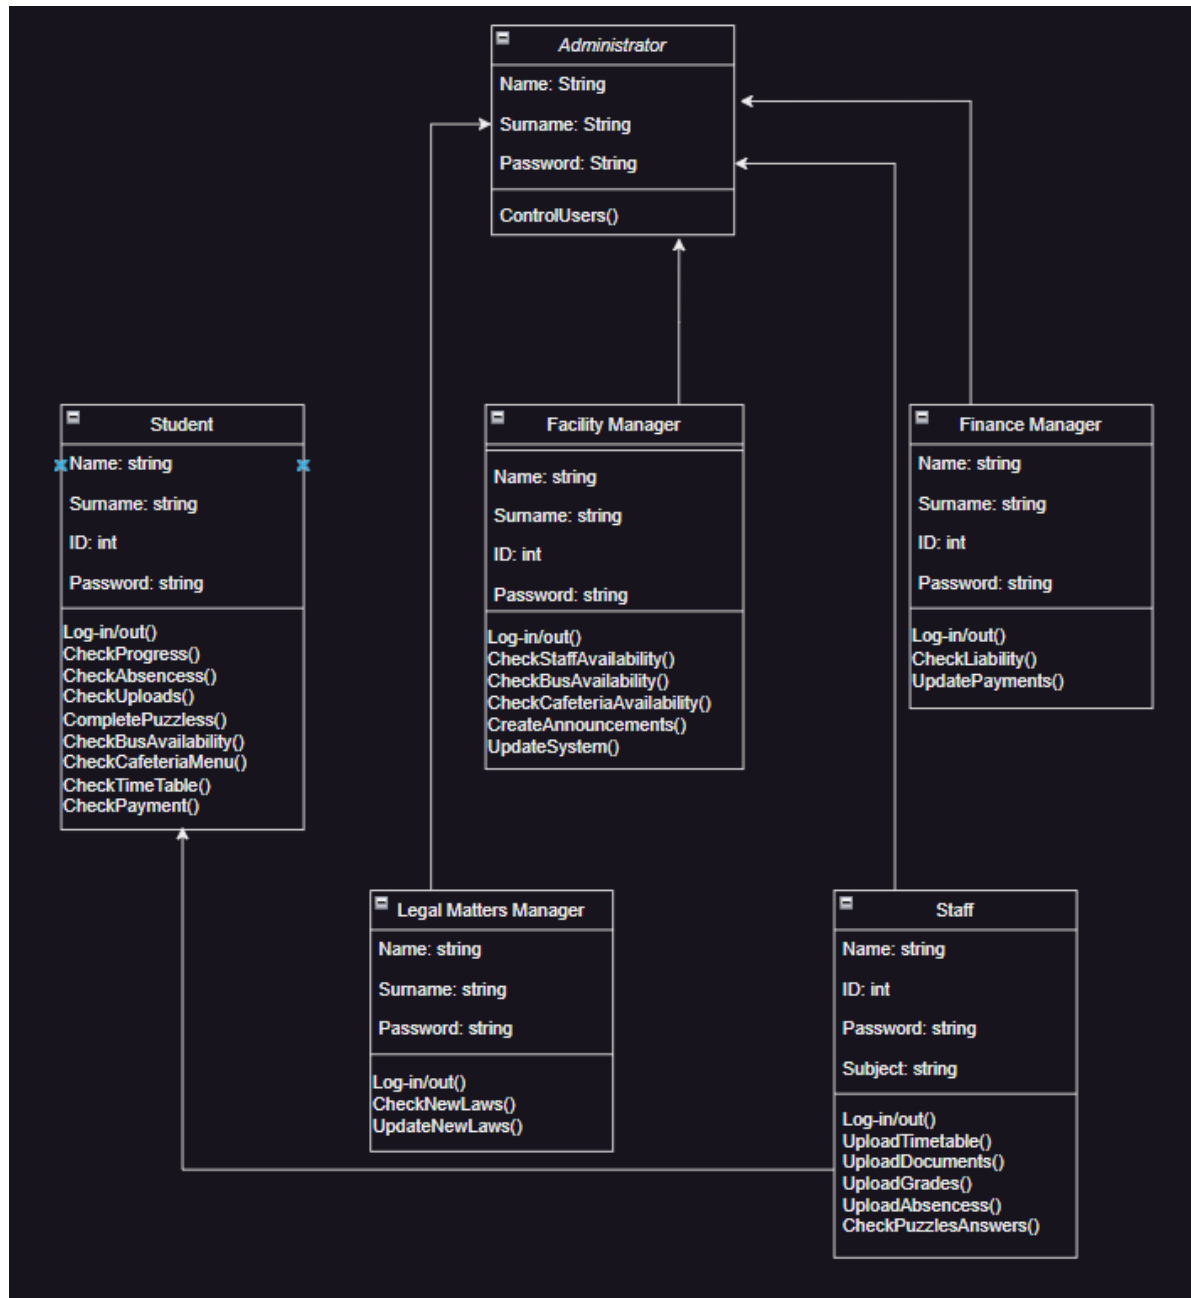 Administrator
Name: String
Surname: String
Password: String
ControlUsers()
Student
Name: string
Surname: string
ID: int
Password: string
Log-in/out()
CheckProgress()
CheckAbsencess()
CheckUploads()
CompletePuzzless()
CheckBusAvailability()
CheckCafeteriaMenu()
CheckTimeTable()
CheckPayment()
Facility Manager
Name: string
Surname: string
ID: int
Password: string
Log-in/out()
CheckStaffAvailability()
CheckBusAvailability()
CheckCafeteriaAvailability()
CreateAnnouncements()
UpdateSystem()
Finance Manager
Name: string
Surname: string
ID: int
Password: string
Log-in/out()
CheckLiability()
UpdatePayments()
Legal Matters Manager
Name: string
Surname: string
Password: string
Log-in/out()
CheckNewLaws()
UpdateNewLaws()
Staff
Name: string
ID: int
Password: string
Subject: string
Log-in/out()
UploadTimetable()
UploadDocuments()
UploadGrades()
UploadAbsencess()
CheckPuzzlesAnswers()